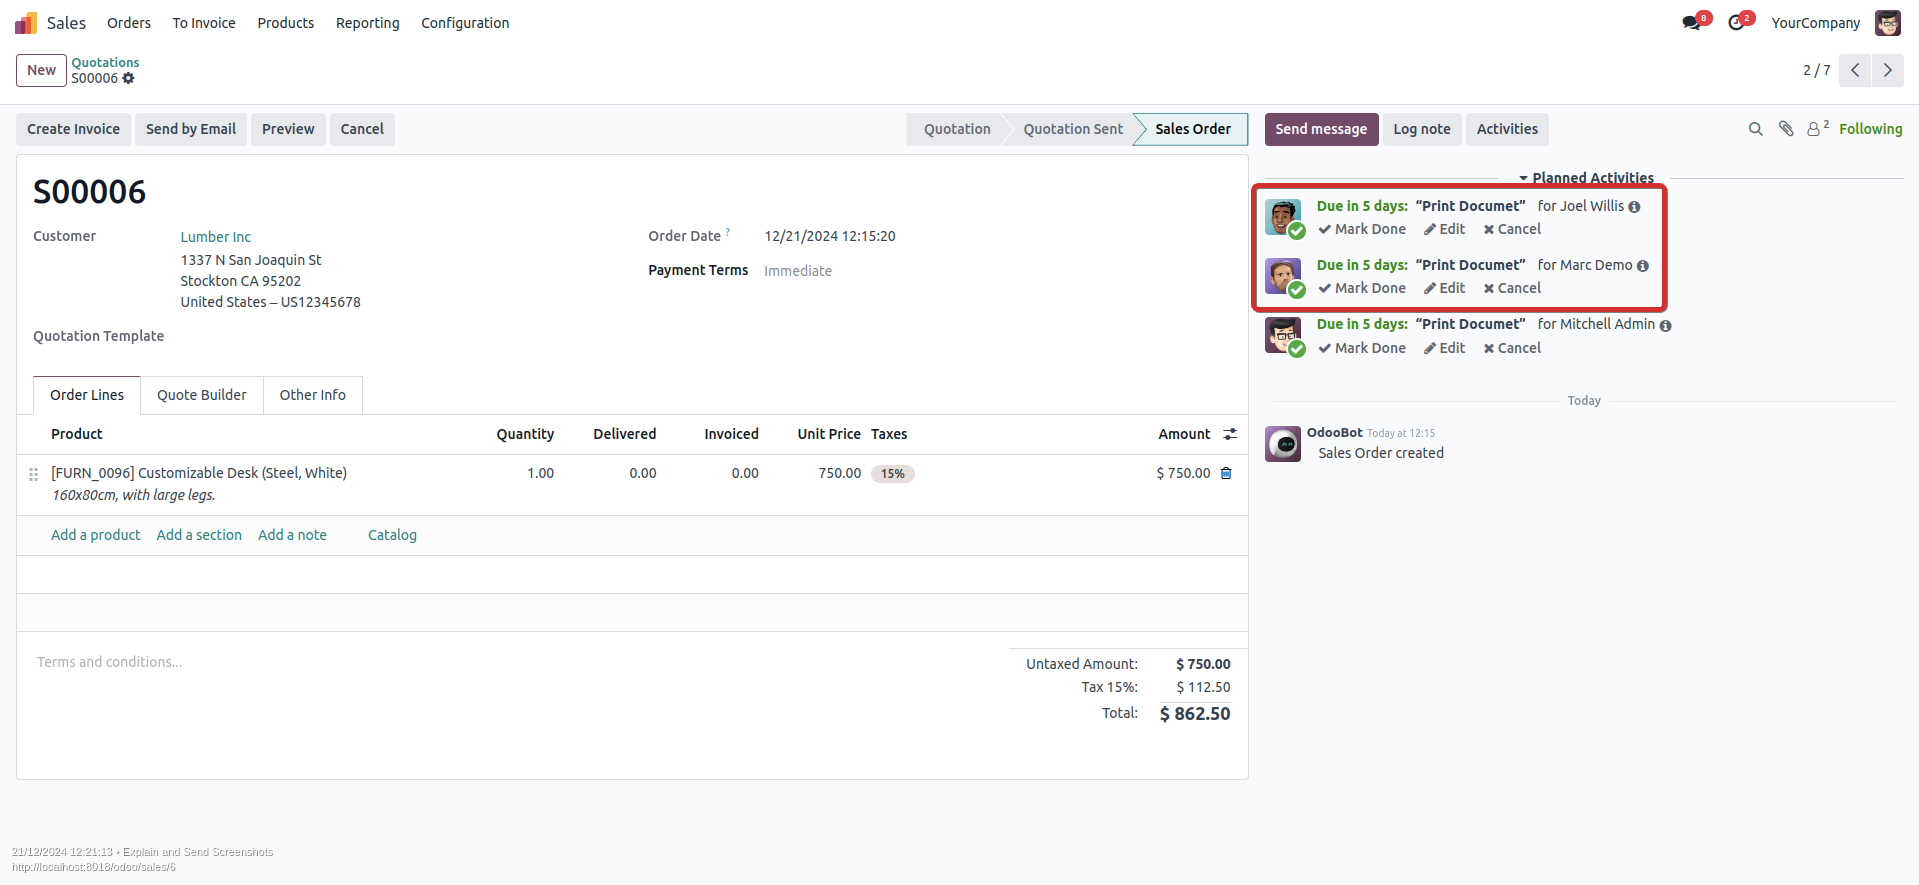 Sales Orders To Invoice Products Reporting Configuration 8 2 YourCompany
New Quotations
S00006
2 / 7
Create Invoice Send by Email Preview Cancel Quotation Quotation Sent Sales Order Send message Log note Activities 2 Following
S00006
Customer Lumber Inc
1337 N San Joaquin St
Stockton CA 95202
United States – US12345678
Order Date ? 12/21/2024 12:15:20
Payment Terms Immediate
Quotation Template
Order Lines Quote Builder Other Info
Product Quantity Delivered Invoiced Unit Price Taxes Amount
[FURN_0096] Customizable Desk (Steel, White) 1.00 0.00 0.00 750.00 15% $ 750.00
160x80cm, with large legs.
Add a product Add a section Add a note Catalog
Terms and conditions...
Untaxed Amount: $ 750.00
Tax 15%: $ 112.50
Total: $ 862.50
Planned Activities
Due in 5 days: “Print Documet” for Joel Willis
Mark Done Edit Cancel
Due in 5 days: “Print Documet” for Marc Demo
Mark Done Edit Cancel
Due in 5 days: “Print Documet” for Mitchell Admin
Mark Done Edit Cancel
Today
OdooBot Today at 12:15
Sales Order created
21/12/2024 12:21:13 • Explain and Send Screenshots
http://localhost:8018/odoo/sales/6